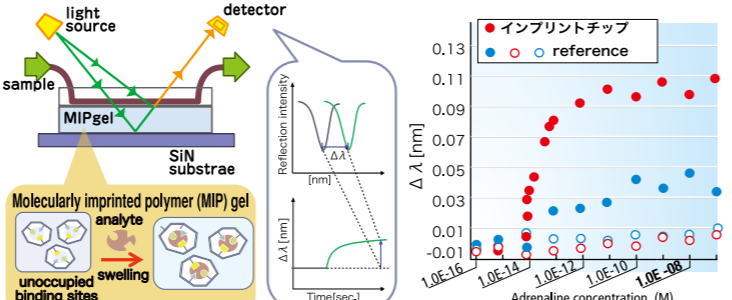 light
source
detector
sample
MIPgel
SiN
substrae
Molecularly imprinted polymer (MIP) gel
analyte
swelling
unoccupied
binding sites
Reflection intensity
Δλ
[nm]
Δλ[nm]
Time[sec.]
インプリントチップ
reference
Δλ[nm]
0.13
0.11
0.09
0.07
0.05
0.03
0.01
-0.01
1.0E-16
1.0E-14
1.0E-12
1.0E-10
1.0E-08
Adrenaline concentration (M)